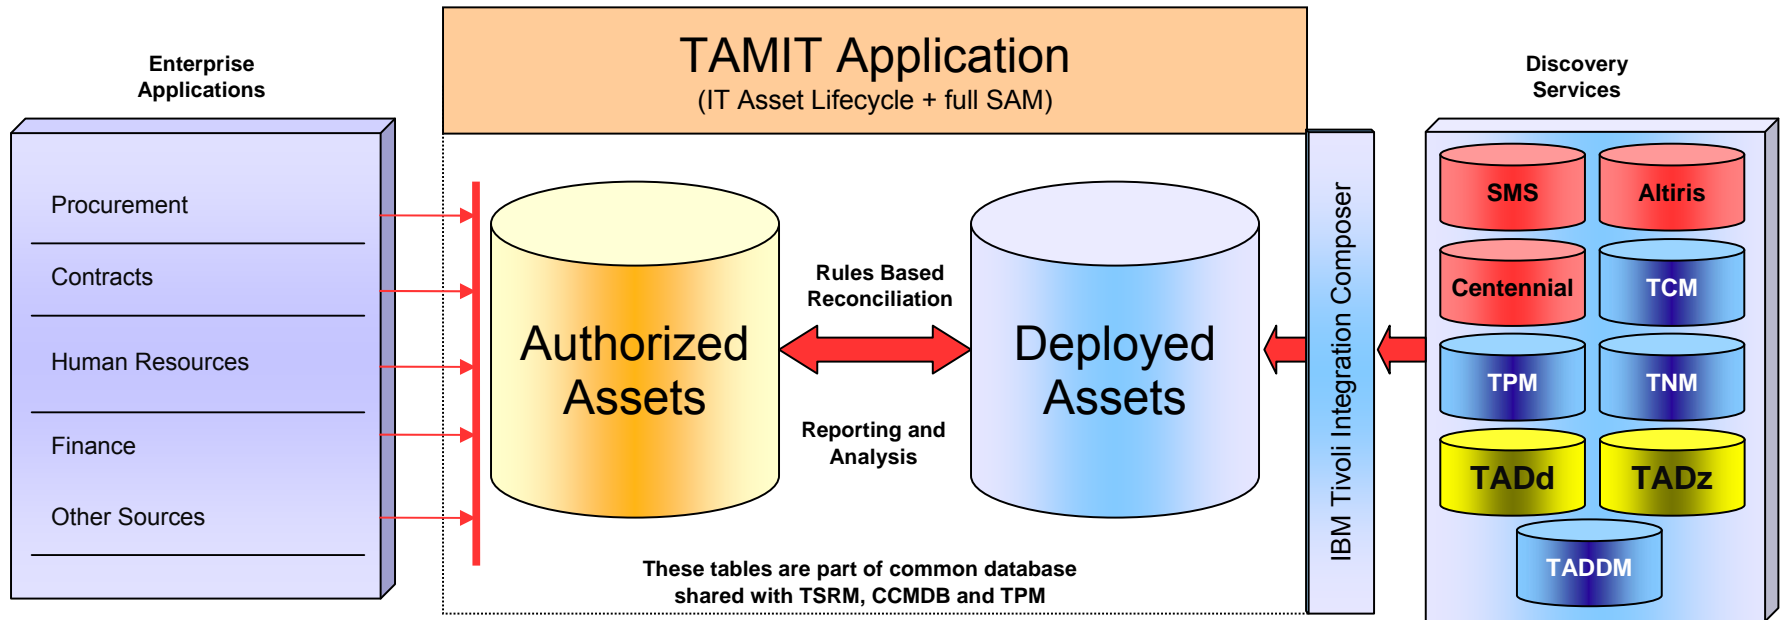 Enterprise
Applications
Procurement
Contracts
Human Resources
Finance
Other Sources
TAMIT Application
(IT Asset Lifecycle + full SAM)
Authorized
Assets
Rules Based
Reconciliation
Reporting and
Analysis
Deployed
Assets
These tables are part of common database
shared with TSRM, CCMDB and TPM
IBM Tivoli Integration Composer
Discovery
Services
SMS
Altiris
Centennial
TCM
TPM
TNM
TADd
TADz
TADDM